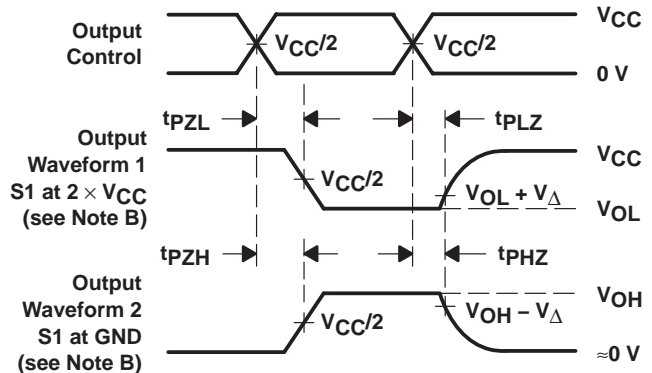 Output
Control
VCC/2
VCC/2
VCC
0 V
tPZL
tPLZ
Output
Waveform 1
S1 at 2 × VCC
(see Note B)
VCC/2
VOL + VΔ
VCC
VOL
tPZH
tPHZ
Output
Waveform 2
S1 at GND
(see Note B)
VCC/2
VOH − VΔ
VOH
≈0 V